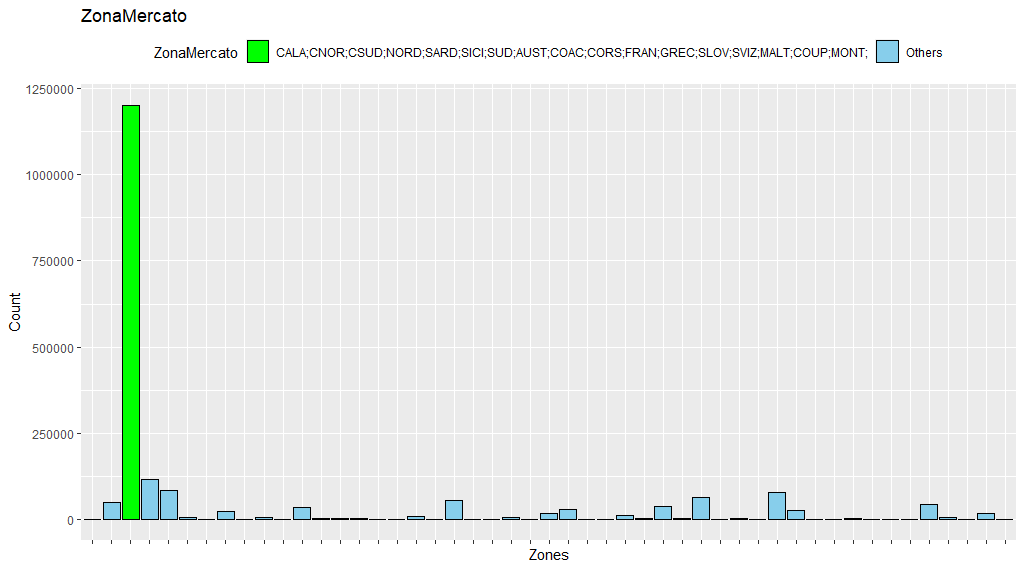 ZonaMercato
ZonaMercato CALA;CNOR;CSUD;NORD;SARD;SICI;SUD;AUST;COAC;CORS;FRAN;GREC;SLOV;SVIZ;MALT;COUP;MONT; Others
1250000
1000000
750000
500000
250000
0
Count
Zones